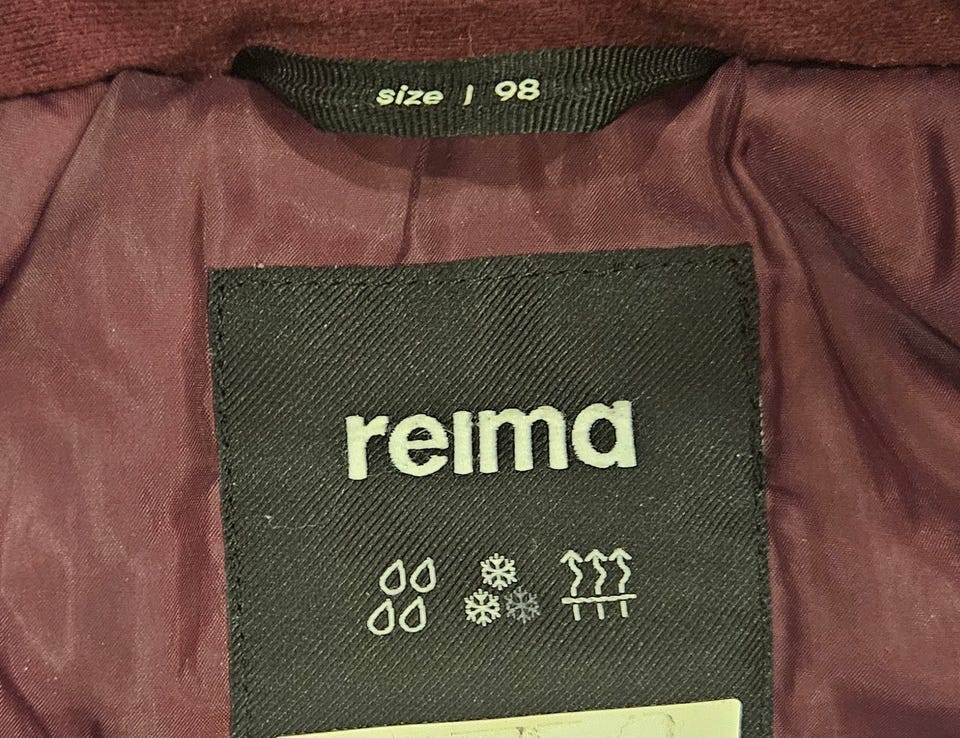 size | 98
reima